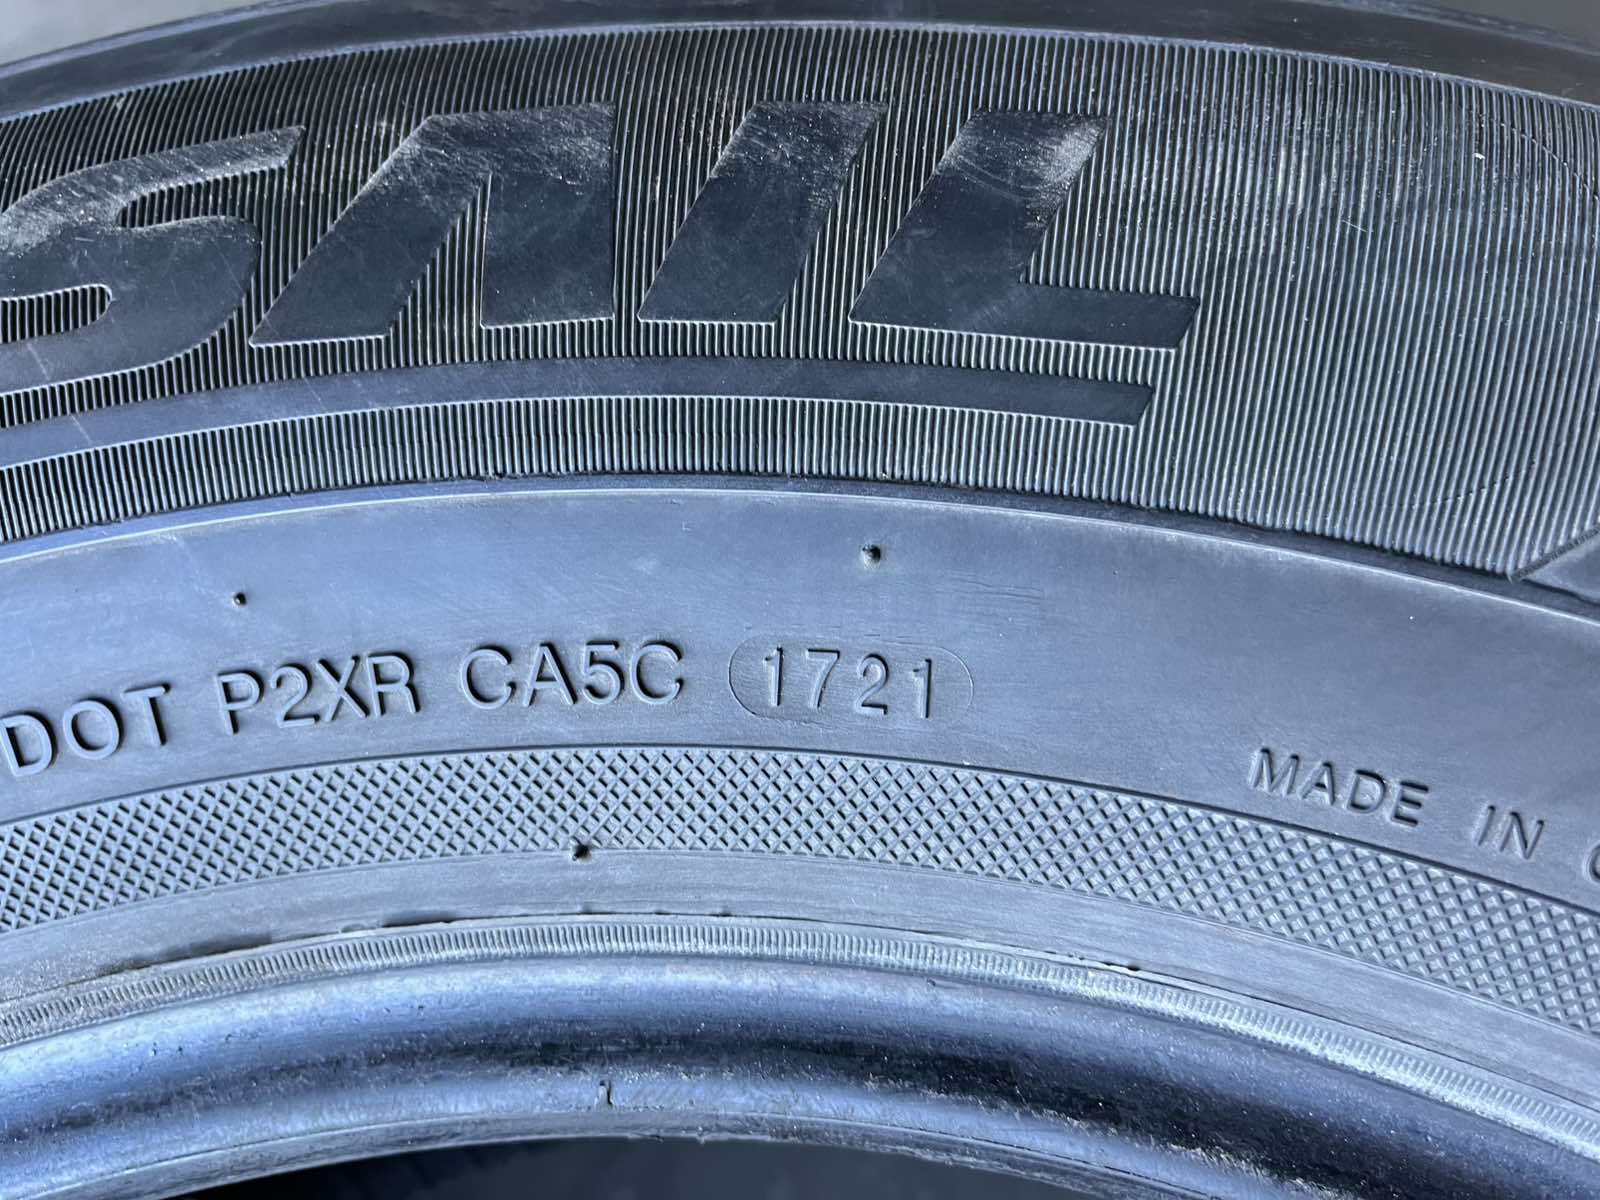 SAIL
DOT P2XR CA5C 1721
MADE IN